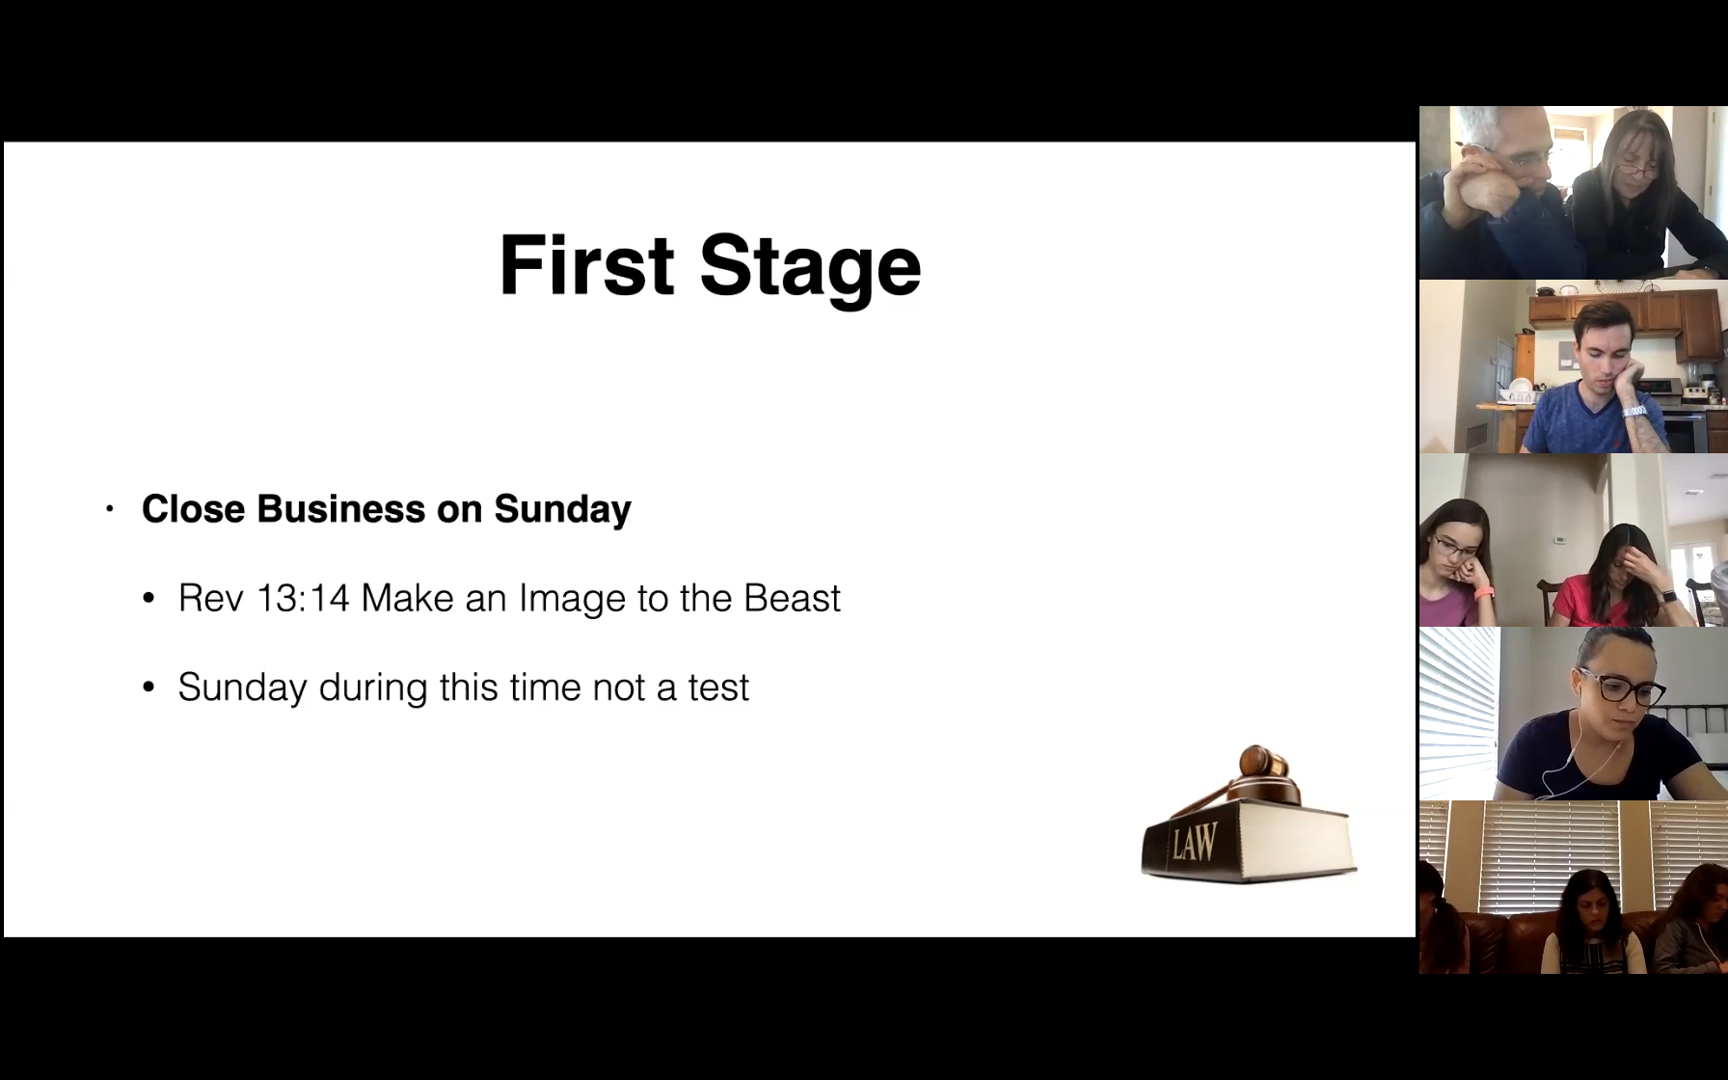 First Stage
• Close Business on Sunday
• Rev 13:14 Make an Image to the Beast
• Sunday during this time not a test
LAW